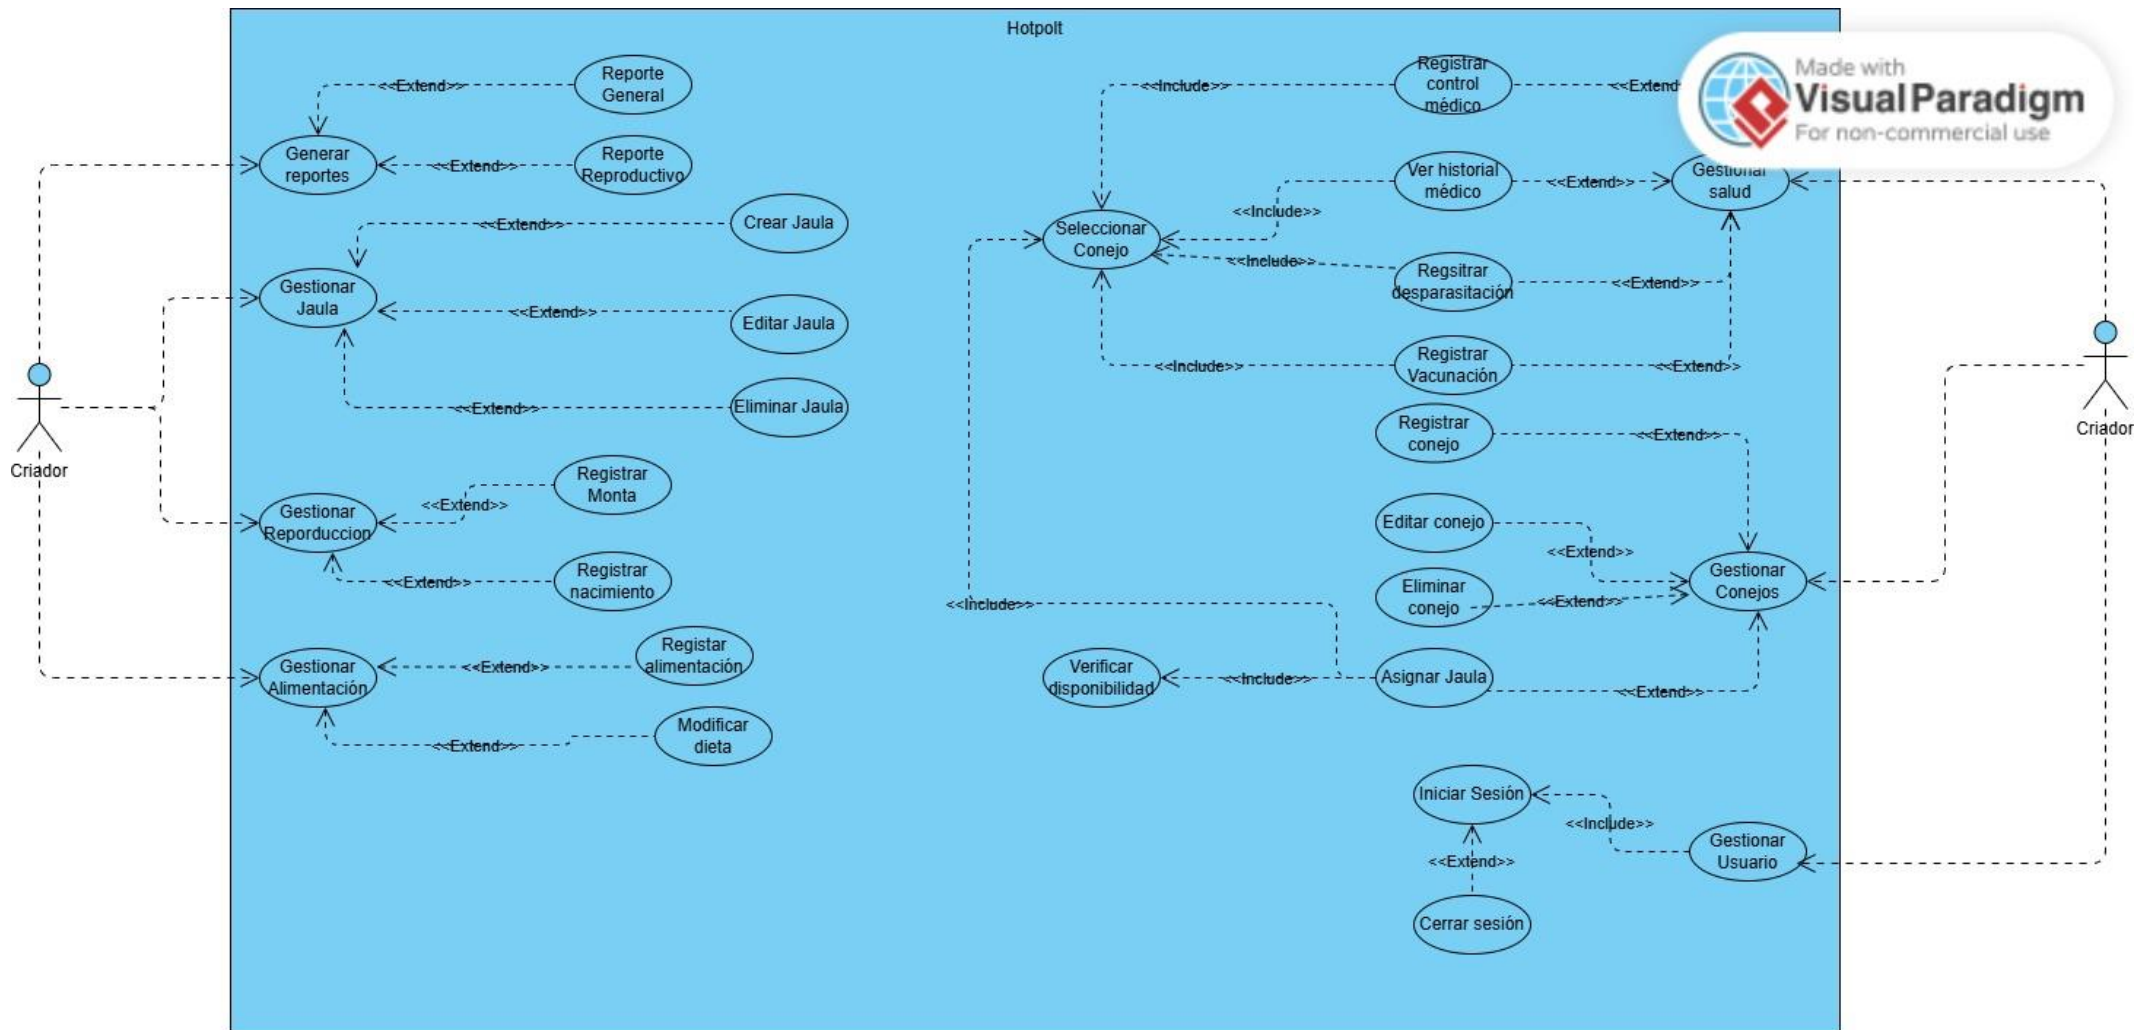 Hotpolt
Made with
Visual Paradigm
For non-commercial use
<<Extend>>
Reporte
General
Generar
reportes
<<Extend>>
Reporte
Reproductivo
<<Extend>>
Crear Jaula
Gestionar
Jaula
<<Extend>>
Editar Jaula
<<Extend>>
Eliminar Jaula
Criador
Gestionar
Reporduccion
<<Extend>>
Registrar
Monta
<<Extend>>
Registrar
nacimiento
Gestionar
Alimentación
<<Extend>>
Registar
alimentación
<<Extend>>
Modificar
dieta
<<Include>>
Registrar
control
médico
<<Extend
Ver historial
médico
<<Extend>>
Gestionar
salud
<<Include>>
Seleccionar
Conejo
<<Include>>
Regsitrar
desparasitación
<<Extend>>
<<Include>>
Registrar
Vacunación
<<Extend>>
Criador
Registrar
conejo
<<Extend>>
Editar conejo
<<Extend>>
Gestionar
Conejos
Eliminar
conejo
<<Extend>>
<<Include>>
Verificar
disponibilidad
<<Include>>
Asignar Jaula
<<Extend>>
Iniciar Sesión
<<Include>>
Gestionar
Usuario
<<Extend>>
Cerrar sesión